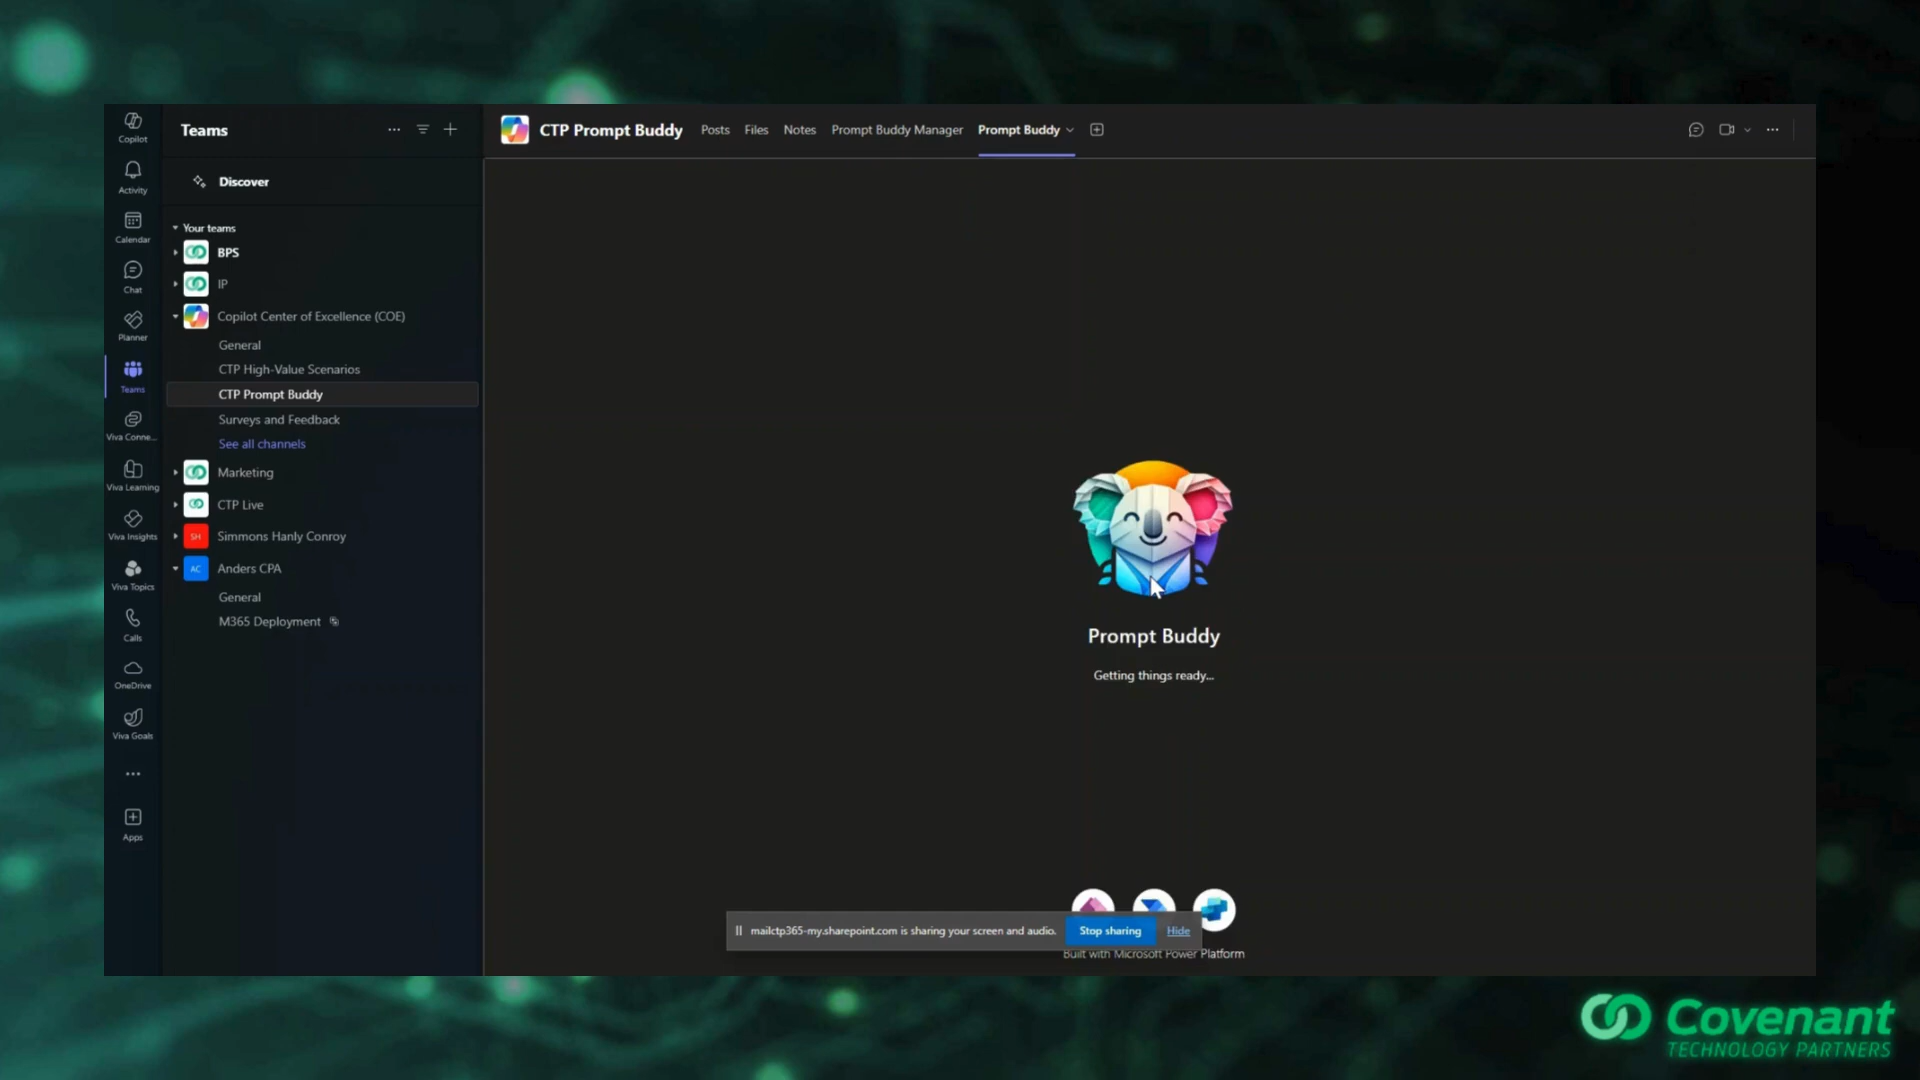 Copilot
Activity
Calendar
Chat
Planner
Teams
Viva Conne...
Viva Learning
Viva Insights
Viva Topics
Calls
OneDrive
Viva Goals
Apps
Teams
Discover
Your teams
BPS
IP
Copilot Center of Excellence (COE)
General
CTP High-Value Scenarios
CTP Prompt Buddy
Surveys and Feedback
See all channels
Marketing
CTP Live
SH Simmons Hanly Conroy
AC Anders CPA
General
M365 Deployment
CTP Prompt Buddy Posts Files Notes Prompt Buddy Manager Prompt Buddy
Prompt Buddy
Getting things ready...
mailctp365-my.sharepoint.com is sharing your screen and audio. Stop sharing Hide
Built with Microsoft Power Platform
Covenant
TECHNOLOGY PARTNERS